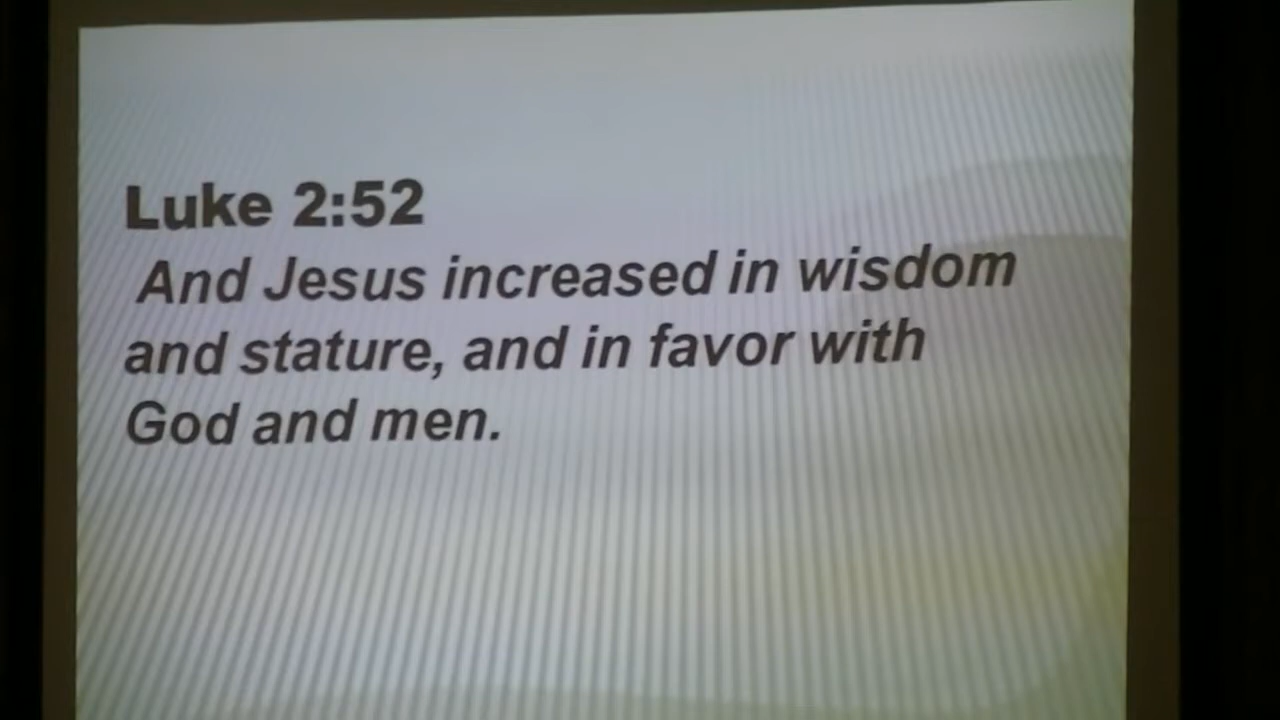 Luke 2:52
And Jesus increased in wisdom
and stature, and in favor with
God and men.